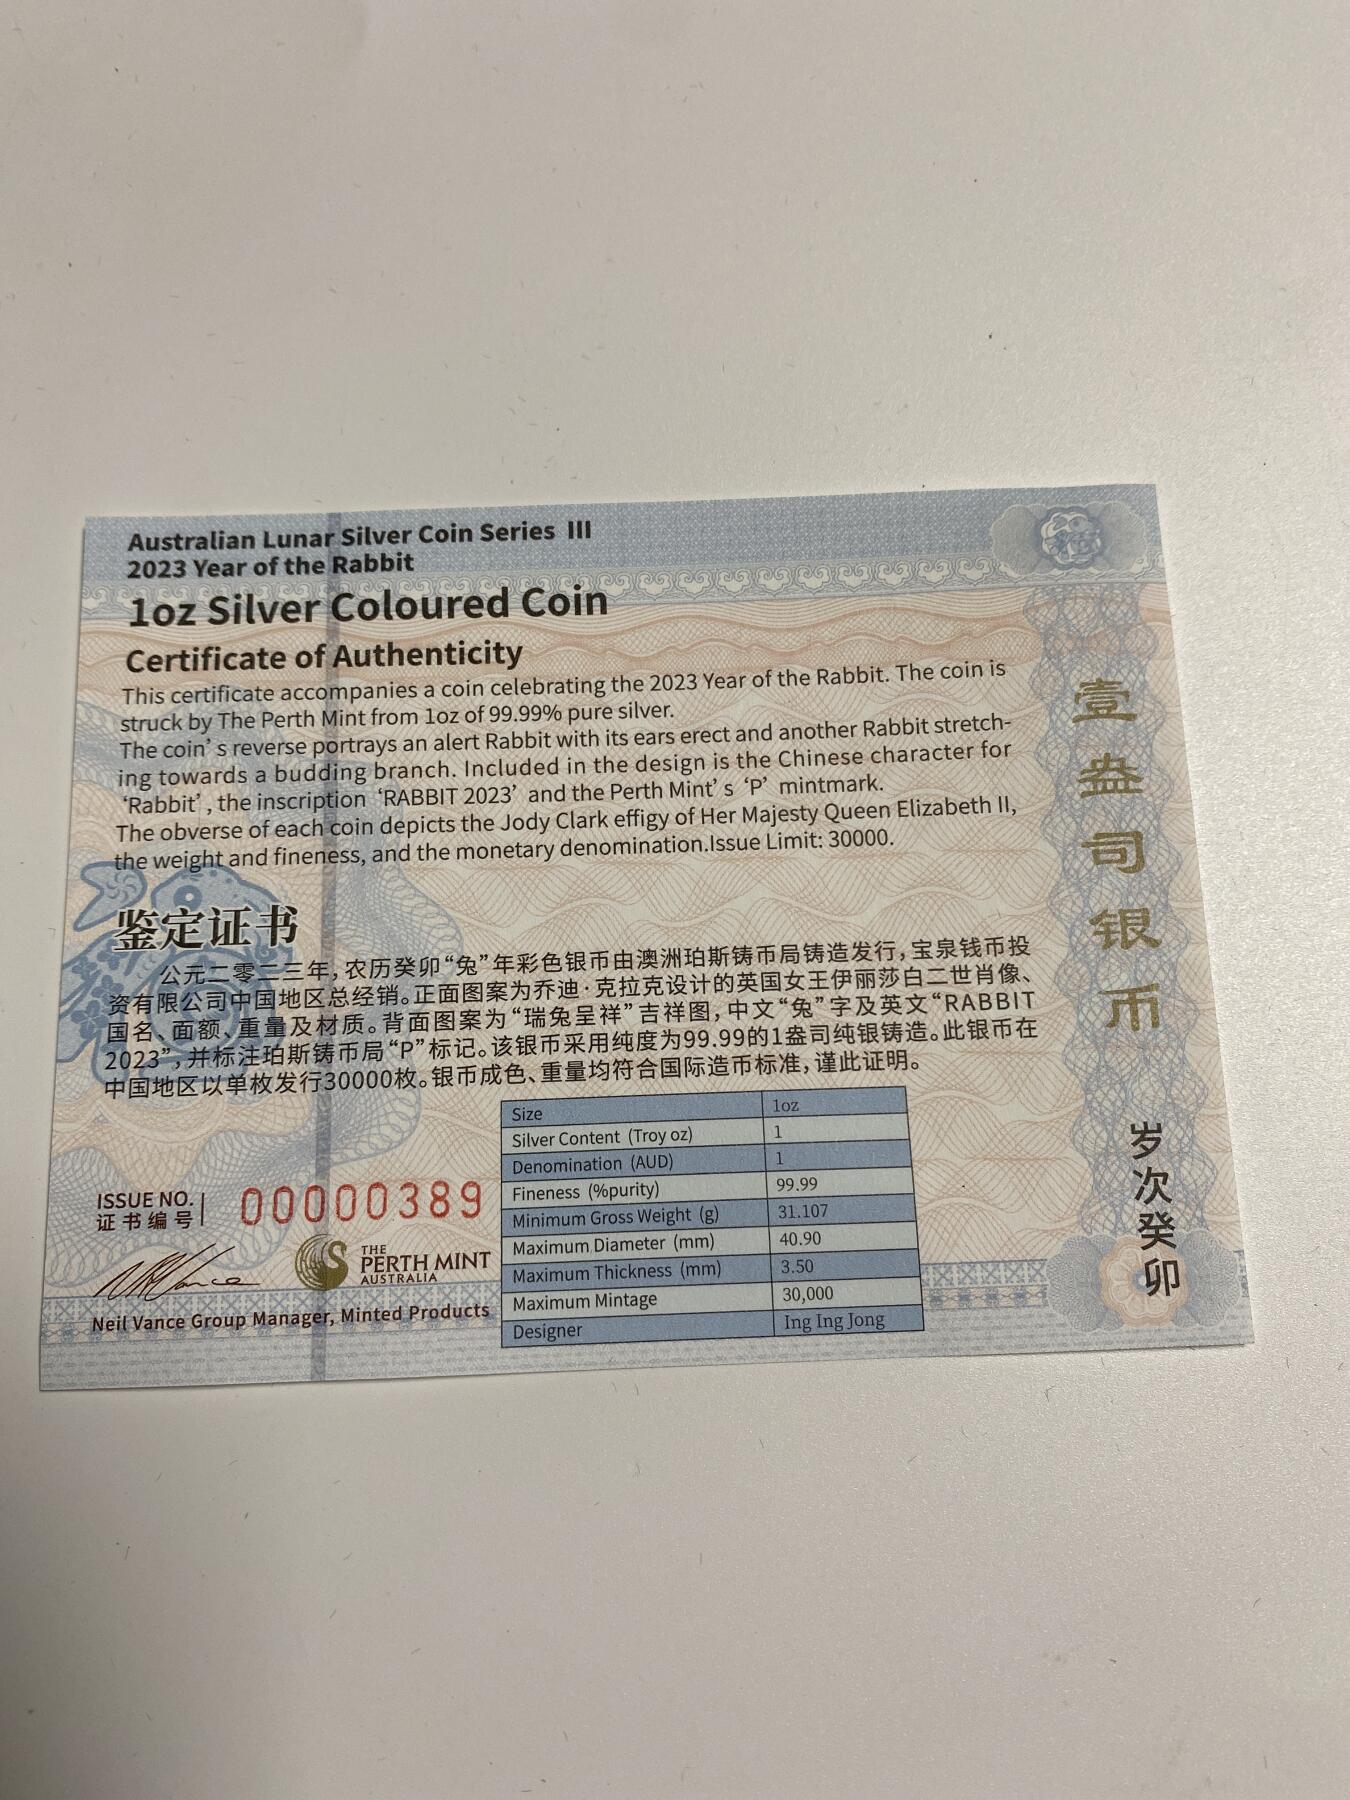 Australian Lunar Silver Coin Series III
2023 Year of the Rabbit
1oz Silver Coloured Coin
Certificate of Authenticity
This certificate accompanies a coin celebrating the 2023 Year of the Rabbit. The coin is
struck by The Perth Mint from 1oz of 99.99% pure silver.
The coin’s reverse portrays an alert Rabbit with its ears erect and another Rabbit stretch-
ing towards a budding branch. Included in the design is the Chinese character for
‘Rabbit’, the inscription ‘RABBIT 2023’ and the Perth Mint’s ‘P’ mintmark.
The obverse of each coin depicts the Jody Clark effigy of Her Majesty Queen Elizabeth II,
the weight and fineness, and the monetary denomination.Issue Limit: 30000.
鉴定证书
公元二零二三年，农历癸卯“兔”年彩色银币由澳洲珀斯铸币局铸造发行，宝泉钱币投
资有限公司中国地区总经销。正面图案为乔迪·克拉克设计的英国女王伊丽莎白二世肖像、
国名、面额、重量及材质。背面图案为“瑞兔呈祥”吉祥图，中文“兔”字及英文“RABBIT
2023”，并标注珀斯铸币局“P”标记。该银币采用纯度为99.99的1盎司纯银铸造。此银币在
中国地区以单枚发行30000枚。银币成色、重量均符合国际造币标准，谨此证明。
Size 1oz
Silver Content (Troy oz) 1
Denomination (AUD) 1
Fineness (%purity) 99.99
Minimum Gross Weight (g) 31.107
Maximum Diameter (mm) 40.90
Maximum Thickness (mm) 3.50
Maximum Mintage 30,000
Designer Ing Ing Jong
ISSUE NO.
证书编号
00000389
THE
PERTH MINT
AUSTRALIA
Neil Vance Group Manager, Minted Products
壹盎司银币
岁次癸卯